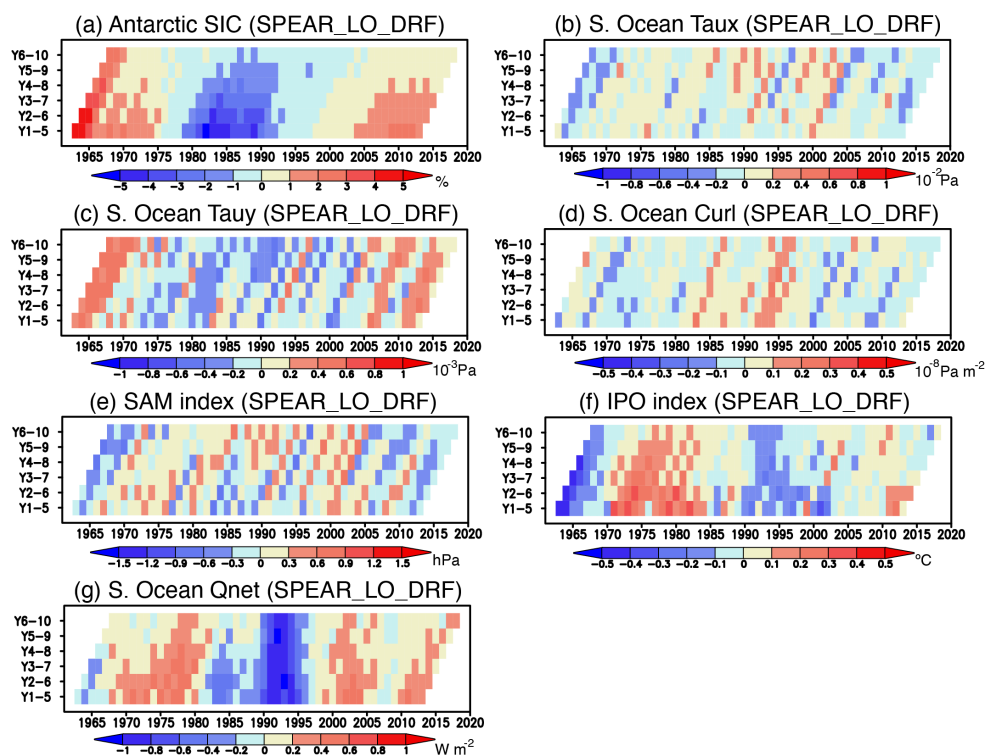 (a) Antarctic SIC (SPEAR_LO_DRF)
Y6−10
Y5−9
Y4−8
Y3−7
Y2−6
Y1−5
1965 1970 1975 1980 1985 1990 1995 2000 2005 2010 2015 2020
−5 −4 −3 −2 −1 0 1 2 3 4 5 %
(b) S. Ocean Taux (SPEAR_LO_DRF)
Y6−10
Y5−9
Y4−8
Y3−7
Y2−6
Y1−5
1965 1970 1975 1980 1985 1990 1995 2000 2005 2010 2015 2020
−1 −0.8 −0.6 −0.4 −0.2 0 0.2 0.4 0.6 0.8 1 10⁻²Pa
(c) S. Ocean Tauy (SPEAR_LO_DRF)
Y6−10
Y5−9
Y4−8
Y3−7
Y2−6
Y1−5
1965 1970 1975 1980 1985 1990 1995 2000 2005 2010 2015 2020
−1 −0.8 −0.6 −0.4 −0.2 0 0.2 0.4 0.6 0.8 1 10⁻³Pa
(d) S. Ocean Curl (SPEAR_LO_DRF)
Y6−10
Y5−9
Y4−8
Y3−7
Y2−6
Y1−5
1965 1970 1975 1980 1985 1990 1995 2000 2005 2010 2015 2020
−0.5 −0.4 −0.3 −0.2 −0.1 0 0.1 0.2 0.3 0.4 0.5 10⁻⁸Pa m⁻²
(e) SAM index (SPEAR_LO_DRF)
Y6−10
Y5−9
Y4−8
Y3−7
Y2−6
Y1−5
1965 1970 1975 1980 1985 1990 1995 2000 2005 2010 2015 2020
−1.5 −1.2 −0.9 −0.6 −0.3 0 0.3 0.6 0.9 1.2 1.5 hPa
(f) IPO index (SPEAR_LO_DRF)
Y6−10
Y5−9
Y4−8
Y3−7
Y2−6
Y1−5
1965 1970 1975 1980 1985 1990 1995 2000 2005 2010 2015 2020
−0.5 −0.4 −0.3 −0.2 −0.1 0 0.1 0.2 0.3 0.4 0.5 °C
(g) S. Ocean Qnet (SPEAR_LO_DRF)
Y6−10
Y5−9
Y4−8
Y3−7
Y2−6
Y1−5
1965 1970 1975 1980 1985 1990 1995 2000 2005 2010 2015 2020
−1 −0.8 −0.6 −0.4 −0.2 0 0.2 0.4 0.6 0.8 1 W m⁻²